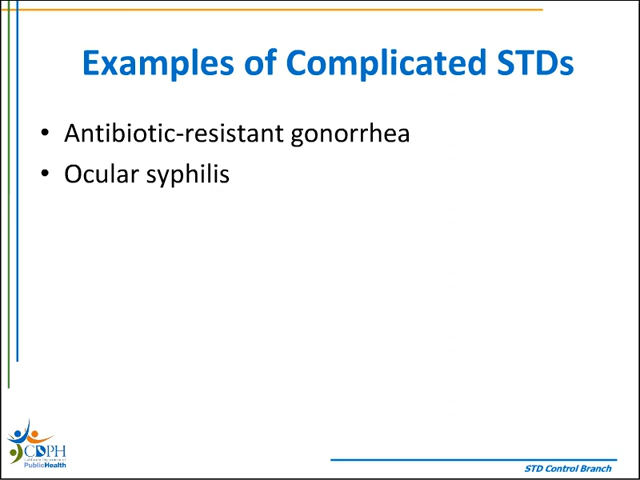 Examples of Complicated STDs
• Antibiotic-resistant gonorrhea
• Ocular syphilis
CDPH
PublicHealth
STD Control Branch